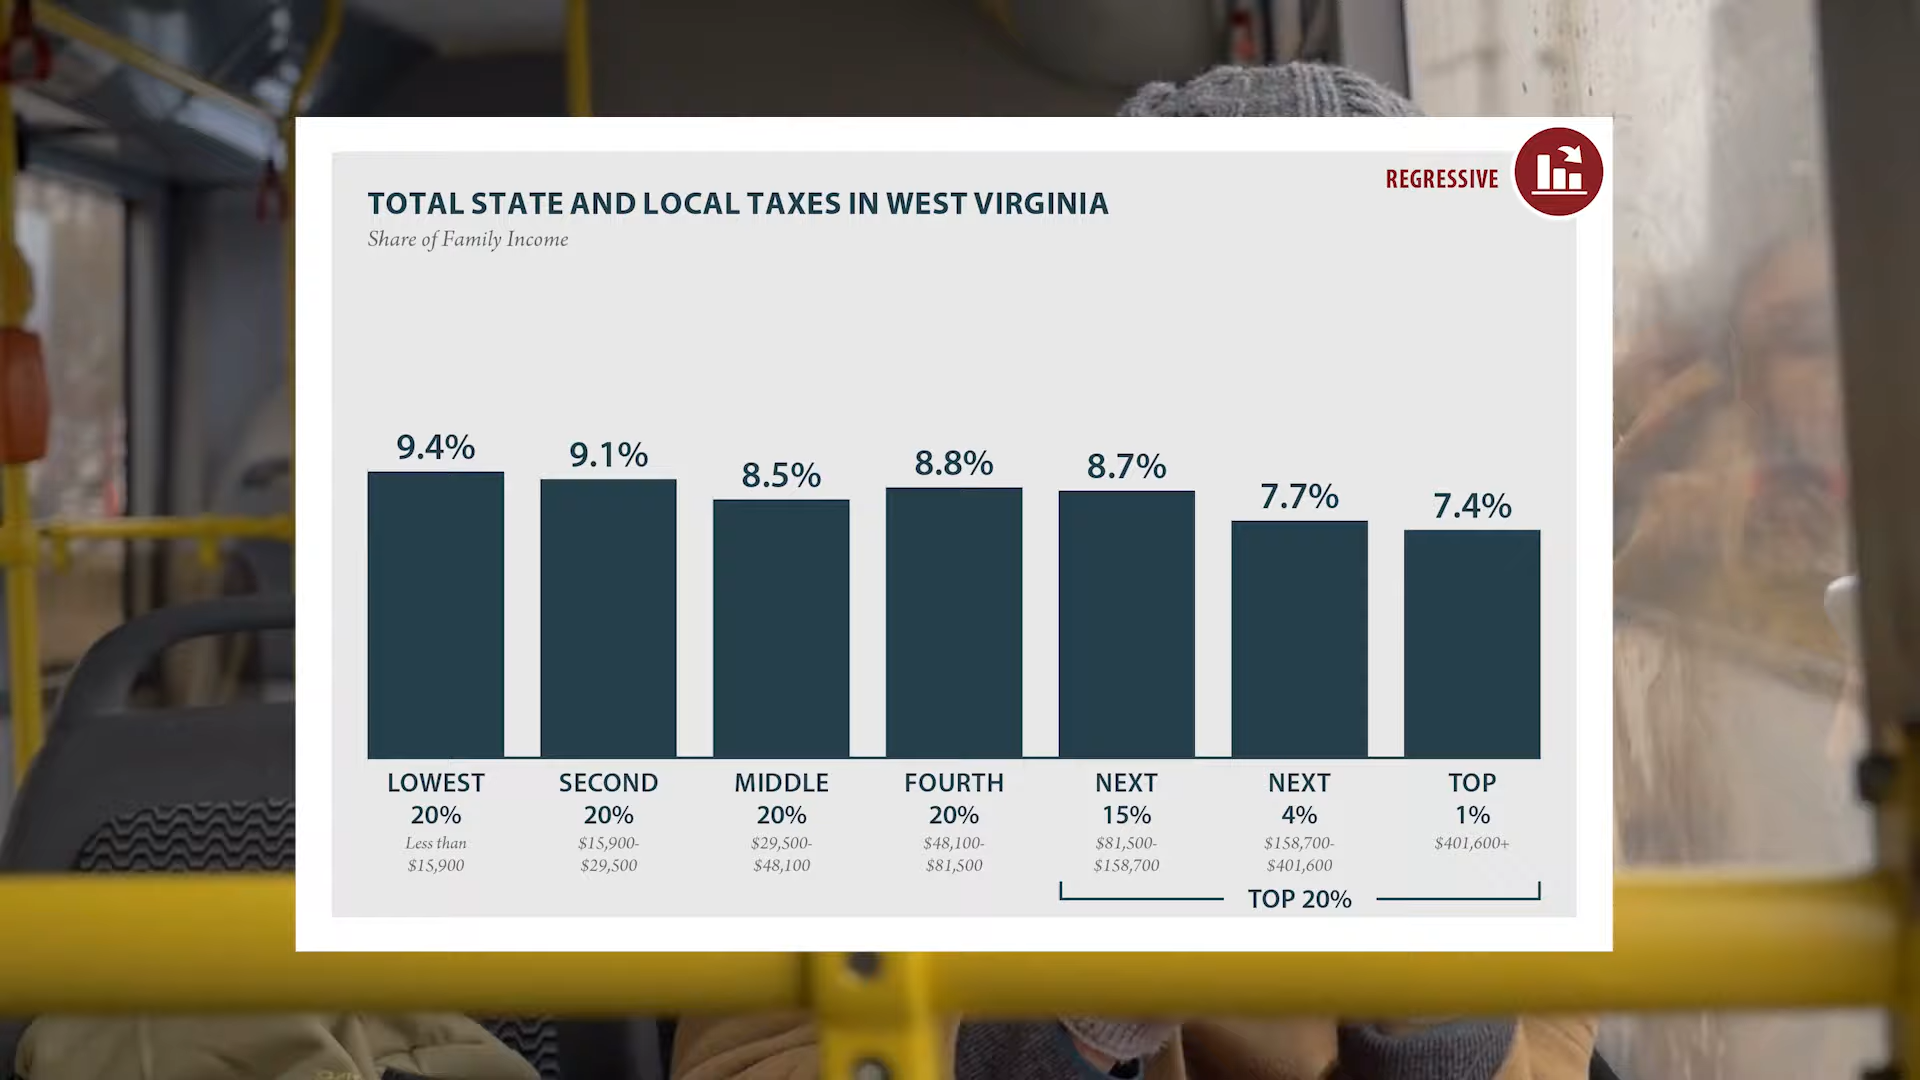 REGRESSIVE
TOTAL STATE AND LOCAL TAXES IN WEST VIRGINIA
Share of Family Income
9.4%
9.1%
8.5%
8.8%
8.7%
7.7%
7.4%
LOWEST
20%
Less than
$15,900
SECOND
20%
$15,900-
$29,500
MIDDLE
20%
$29,500-
$48,100
FOURTH
20%
$48,100-
$81,500
NEXT
15%
$81,500-
$158,700
NEXT
4%
$158,700-
$401,600
TOP
1%
$401,600+
TOP 20%